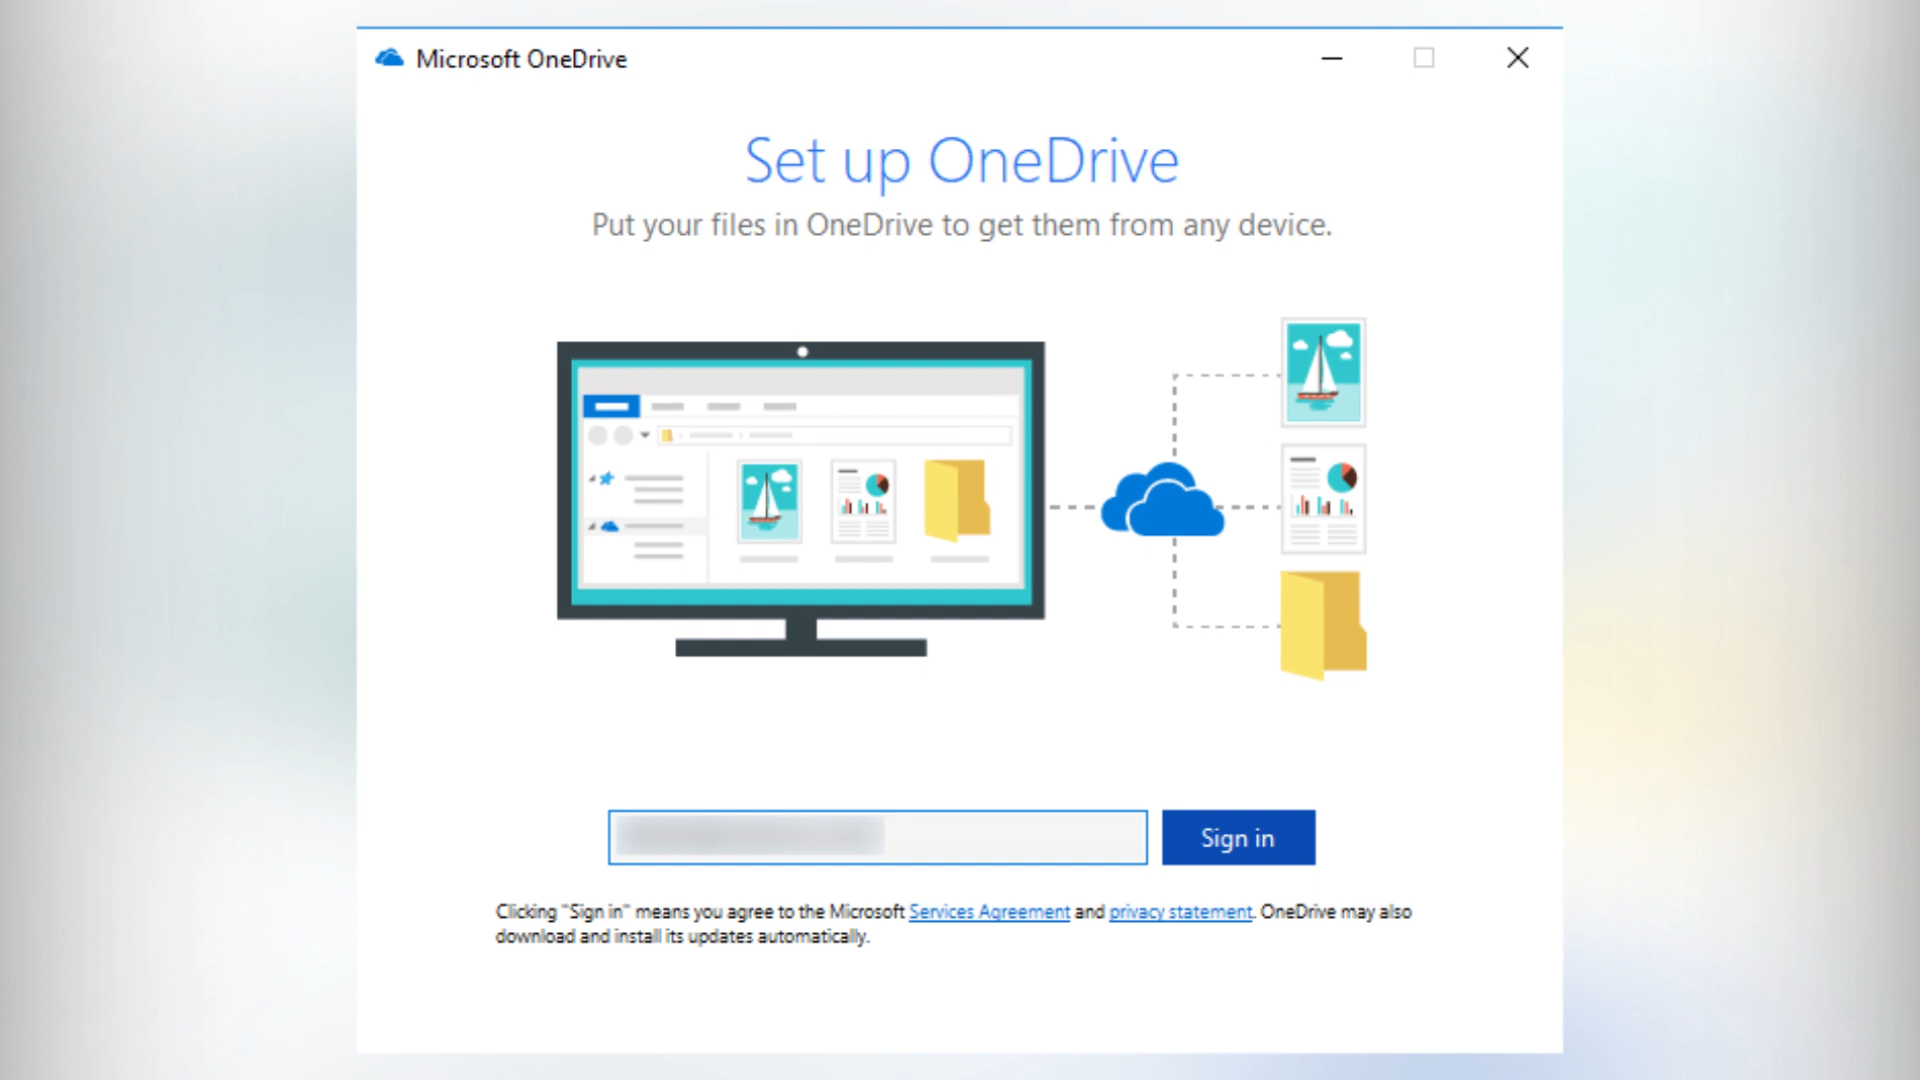 Microsoft OneDrive
Set up OneDrive
Put your files in OneDrive to get them from any device.
Sign in
Clicking "Sign in" means you agree to the Microsoft Services Agreement and privacy statement. OneDrive may also
download and install its updates automatically.